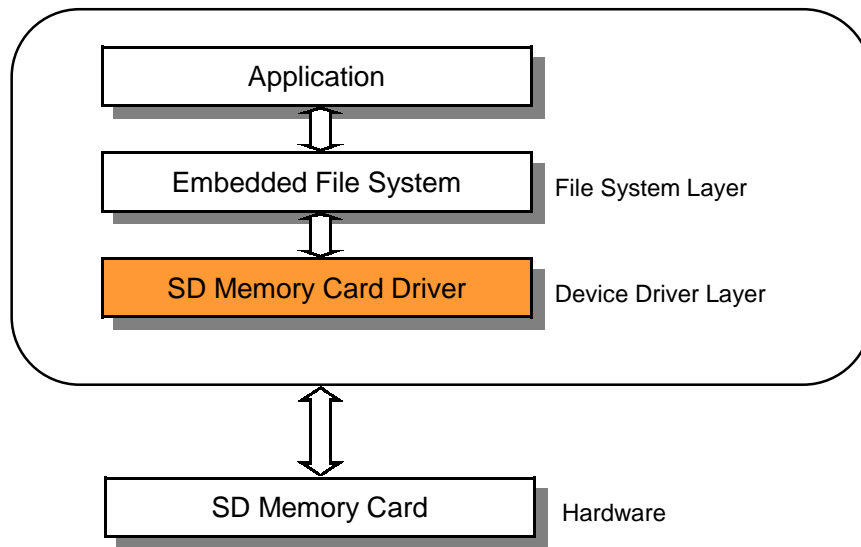 Application
Embedded File System
File System Layer
SD Memory Card Driver
Device Driver Layer
SD Memory Card
Hardware